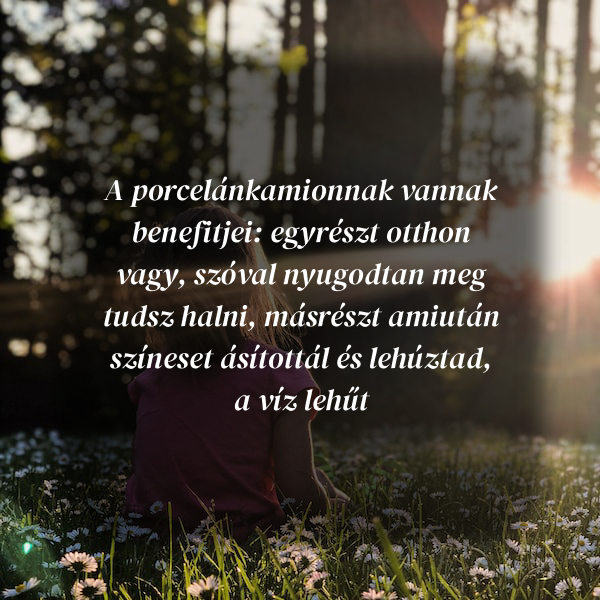 A porcelánkamionnak vannak
benefitjei: egyrészt otthon
vagy, szóval nyugodtan meg
tudsz halni, másrészt amiután
színeset ásítottál és lehúztad,
a víz lehűt